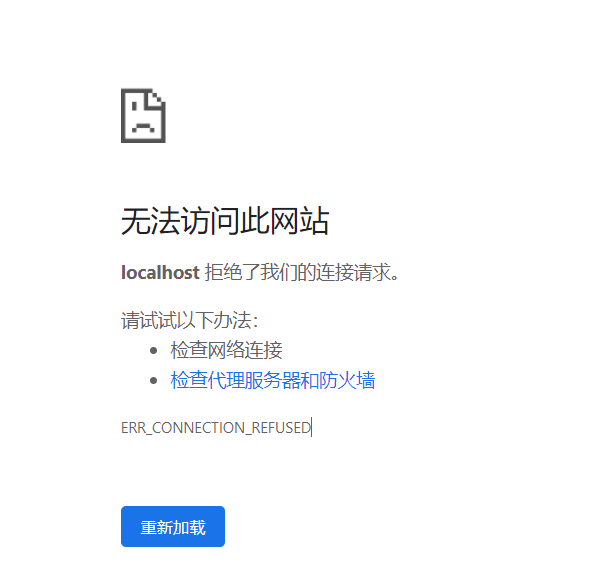 无法访问此网站
localhost 拒绝了我们的连接请求。
请试试以下办法：
• 检查网络连接
• 检查代理服务器和防火墙
ERR_CONNECTION_REFUSED
重新加载